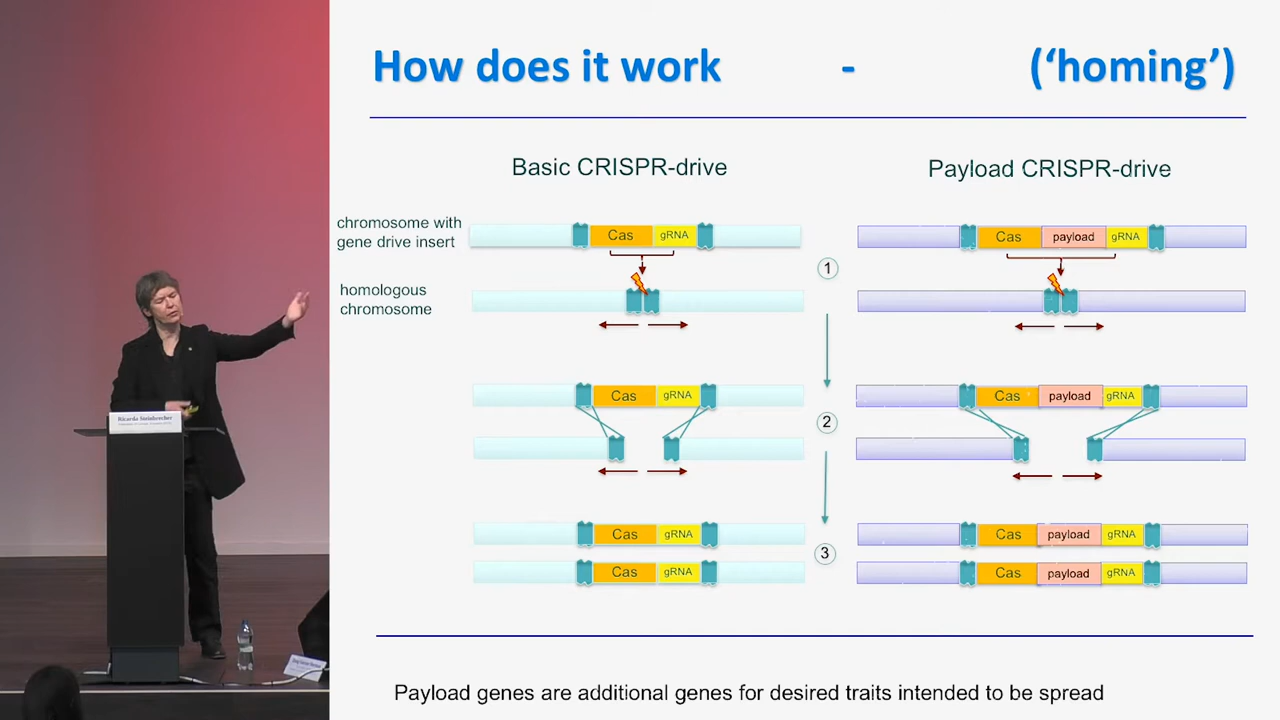 How does it work - (‘homing’)
Basic CRISPR-drive
Payload CRISPR-drive
chromosome with
gene drive insert
Cas gRNA
Cas payload gRNA
1
homologous
chromosome
Cas gRNA
Cas payload gRNA
2
Cas gRNA
Cas payload gRNA
3
Cas gRNA
Cas payload gRNA
Payload genes are additional genes for desired traits intended to be spread
Ricarda Steinbrecher